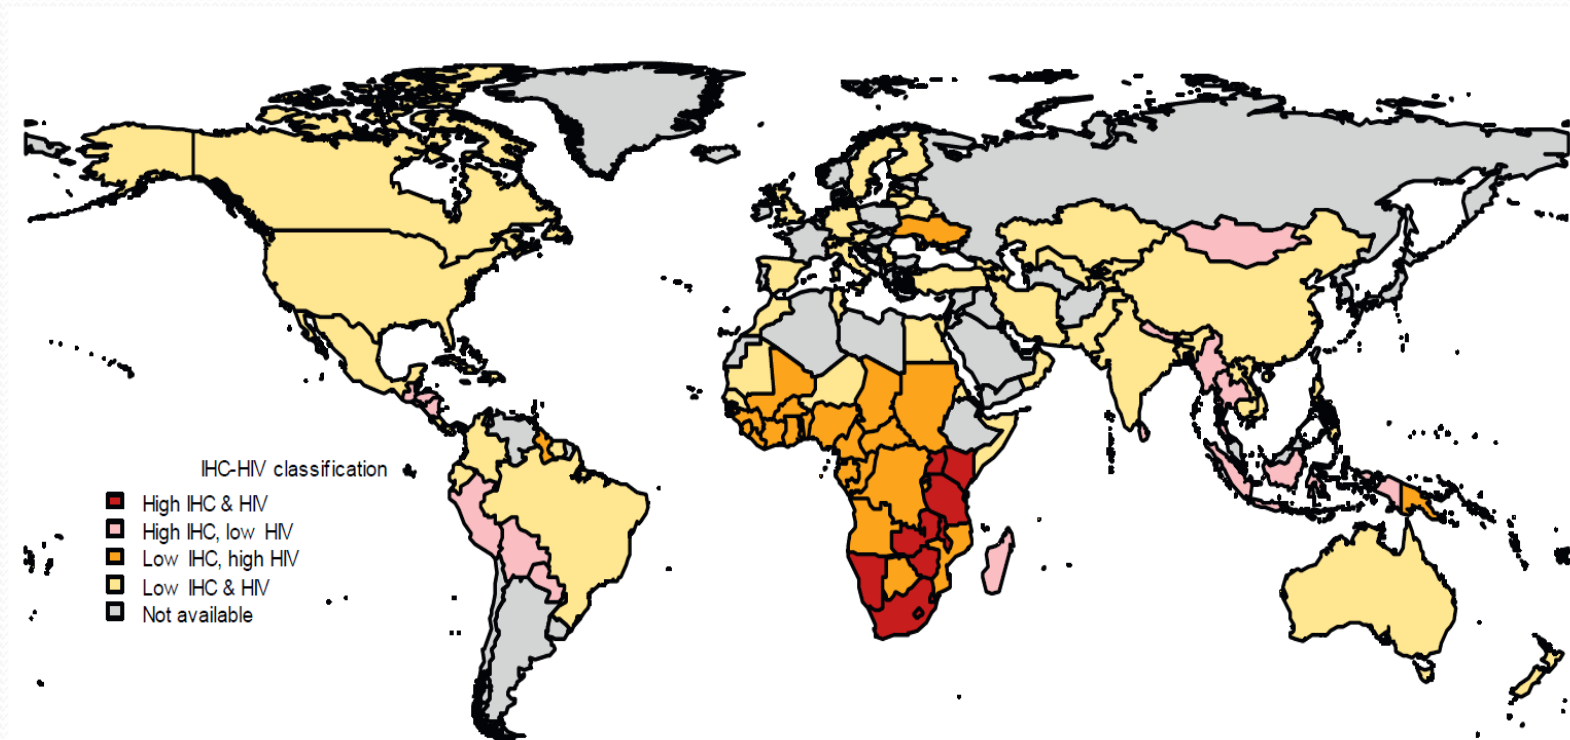 IHC-HIV classification
High IHC & HIV
High IHC, low HIV
Low IHC, high HIV
Low IHC & HIV
Not available